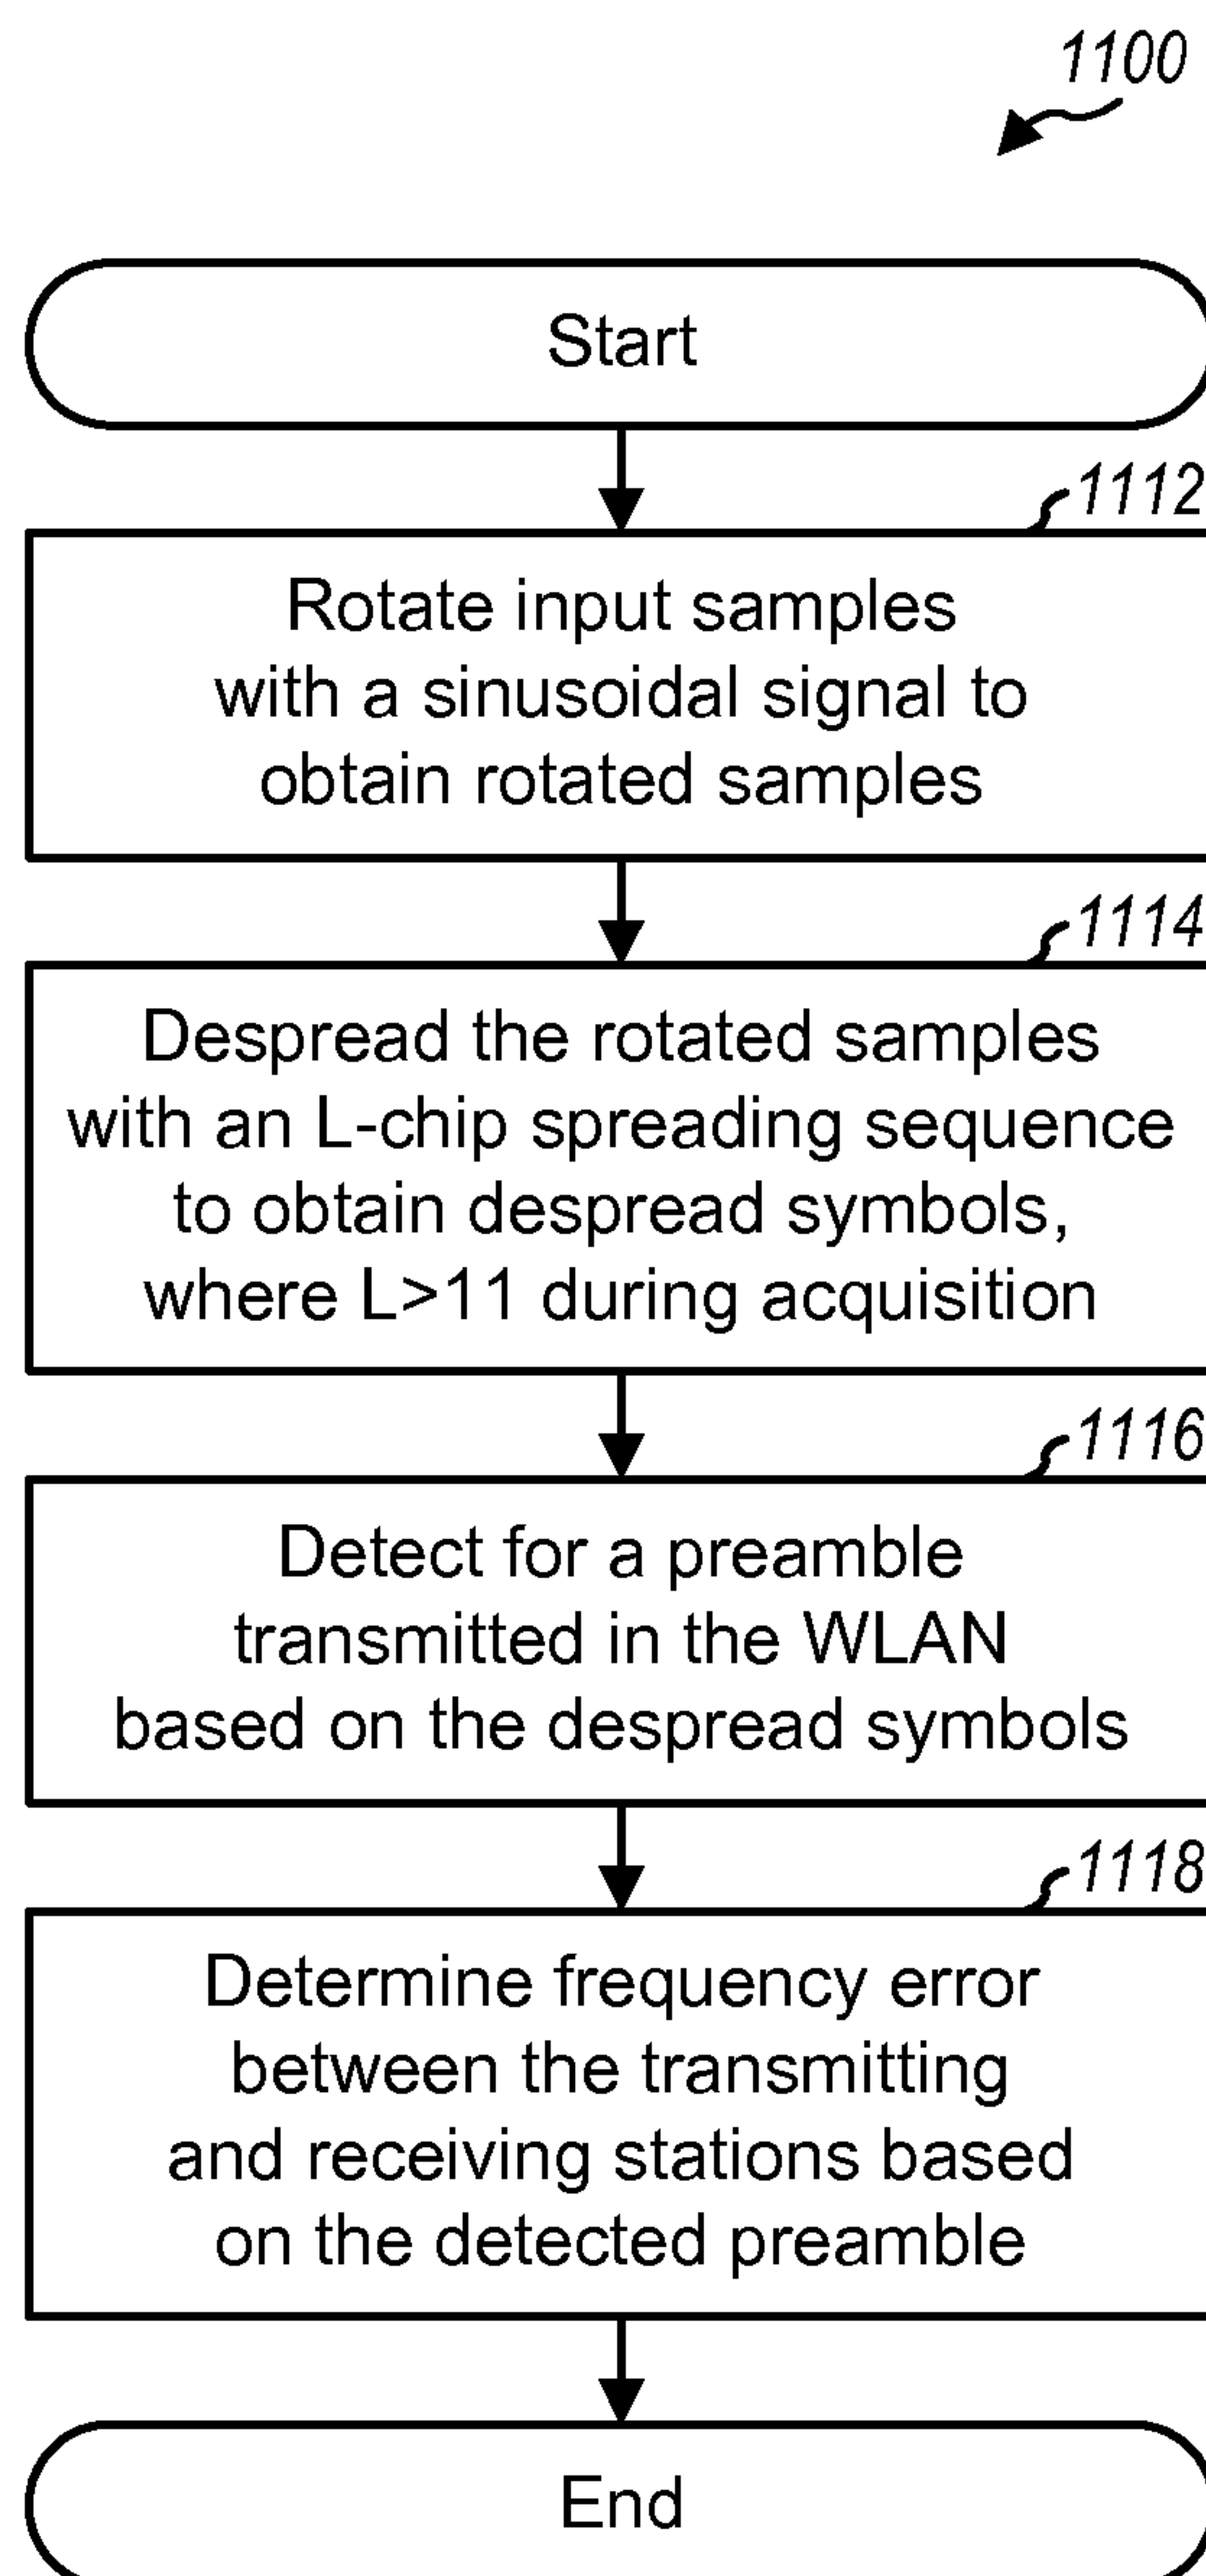 1100
Start
1112
Rotate input samples
with a sinusoidal signal to
obtain rotated samples
1114
Despread the rotated samples
with an L-chip spreading sequence
to obtain despread symbols,
where L>11 during acquisition
1116
Detect for a preamble
transmitted in the WLAN
based on the despread symbols
1118
Determine frequency error
between the transmitting
and receiving stations based
on the detected preamble
End